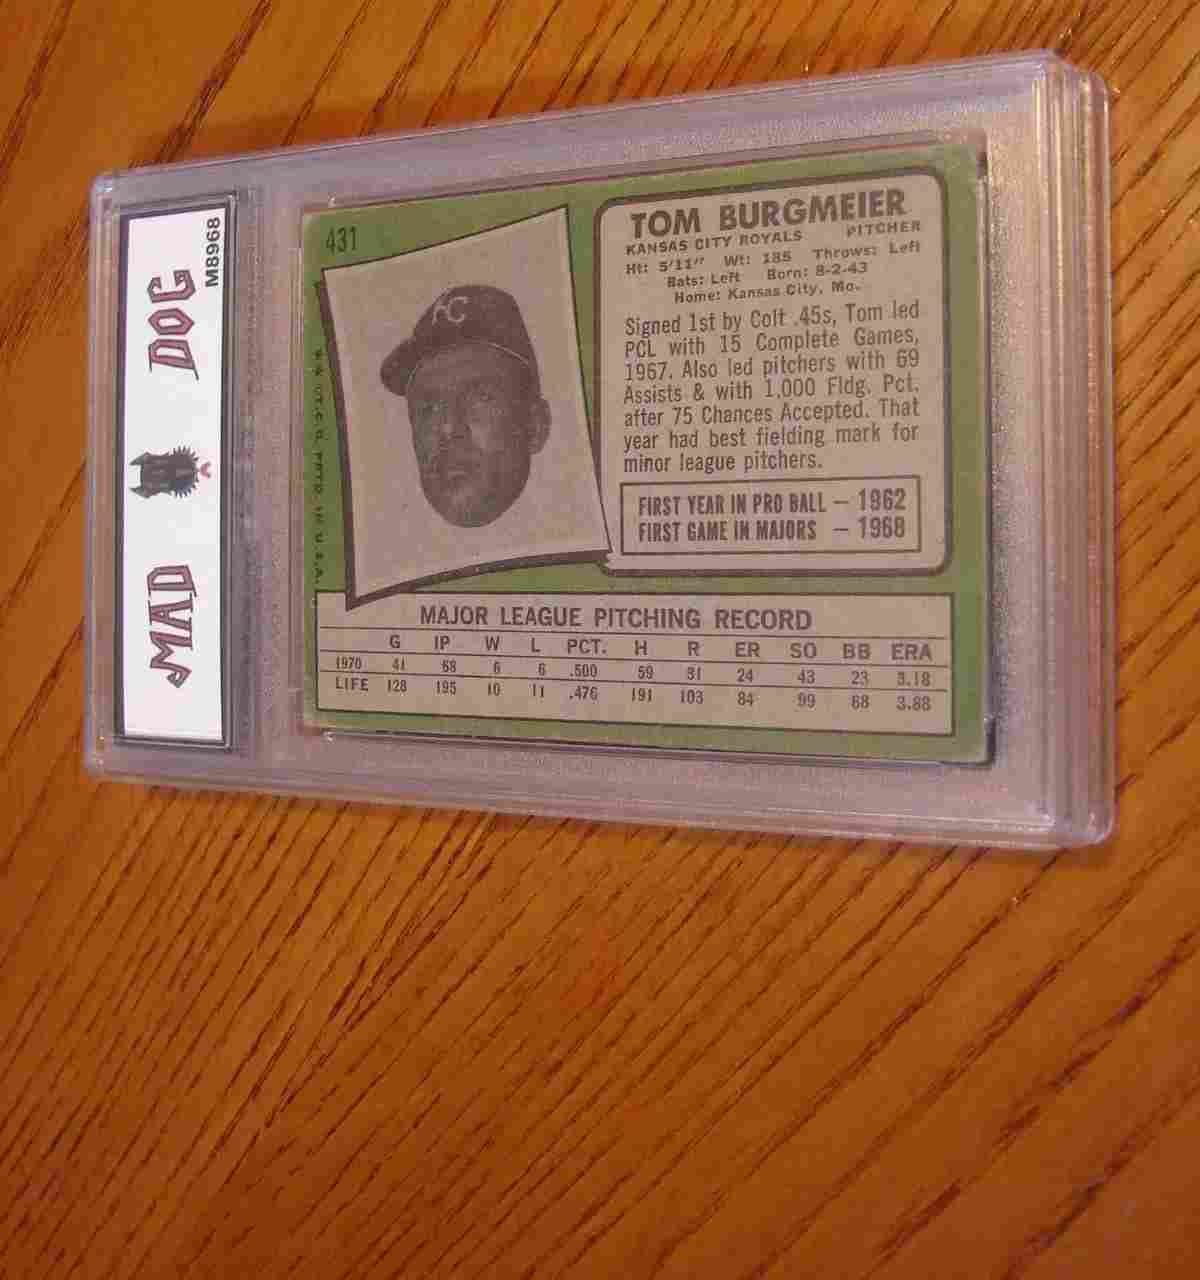 MAD DOG
M8968
431
TOM BURGMEIER
KANSAS CITY ROYALS PITCHER
Ht: 5'11" Wt: 185 Throws: Left
Bats: Left Born: 8-2-43
Home: Kansas City, Mo.
Signed 1st by Colt .45s, Tom led
PCL with 15 Complete Games,
1967. Also led pitchers with 69
Assists & with 1.000 Fldg. Pct.
after 75 Chances Accepted. That
year had best fielding mark for
minor league pitchers.
FIRST YEAR IN PRO BALL — 1962
FIRST GAME IN MAJORS — 1968
KC
T.C.G. PRTD. IN U.S.A.
MAJOR LEAGUE PITCHING RECORD
G IP W L PCT. H R ER SO BB ERA
1970 41 68 6 6 .500 59 31 24 43 23 3.18
LIFE 128 195 10 11 .476 191 103 84 99 68 3.88